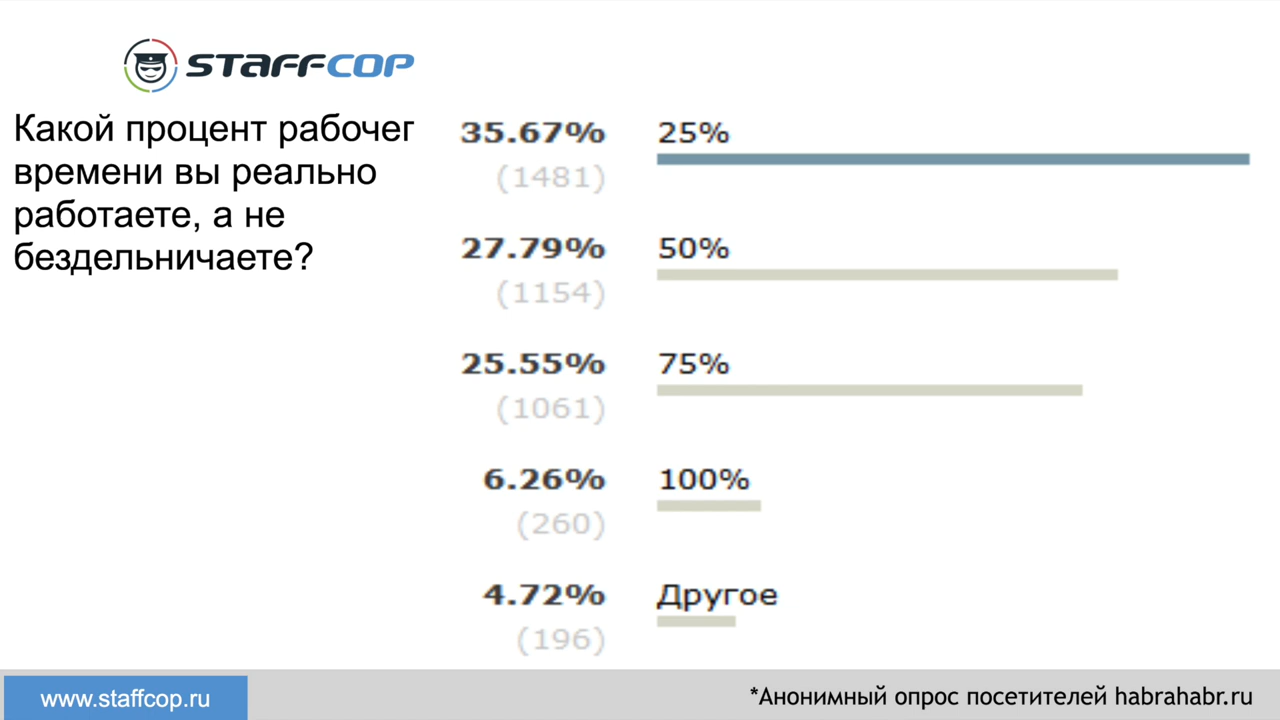 STAFFCOP
Какой процент рабочег
времени вы реально
работаете, а не
бездельничаете?
35.67% 25%
(1481)
27.79% 50%
(1154)
25.55% 75%
(1061)
6.26% 100%
(260)
4.72% Другое
(196)
www.staffcop.ru
*Анонимный опрос посетителей habrahabr.ru